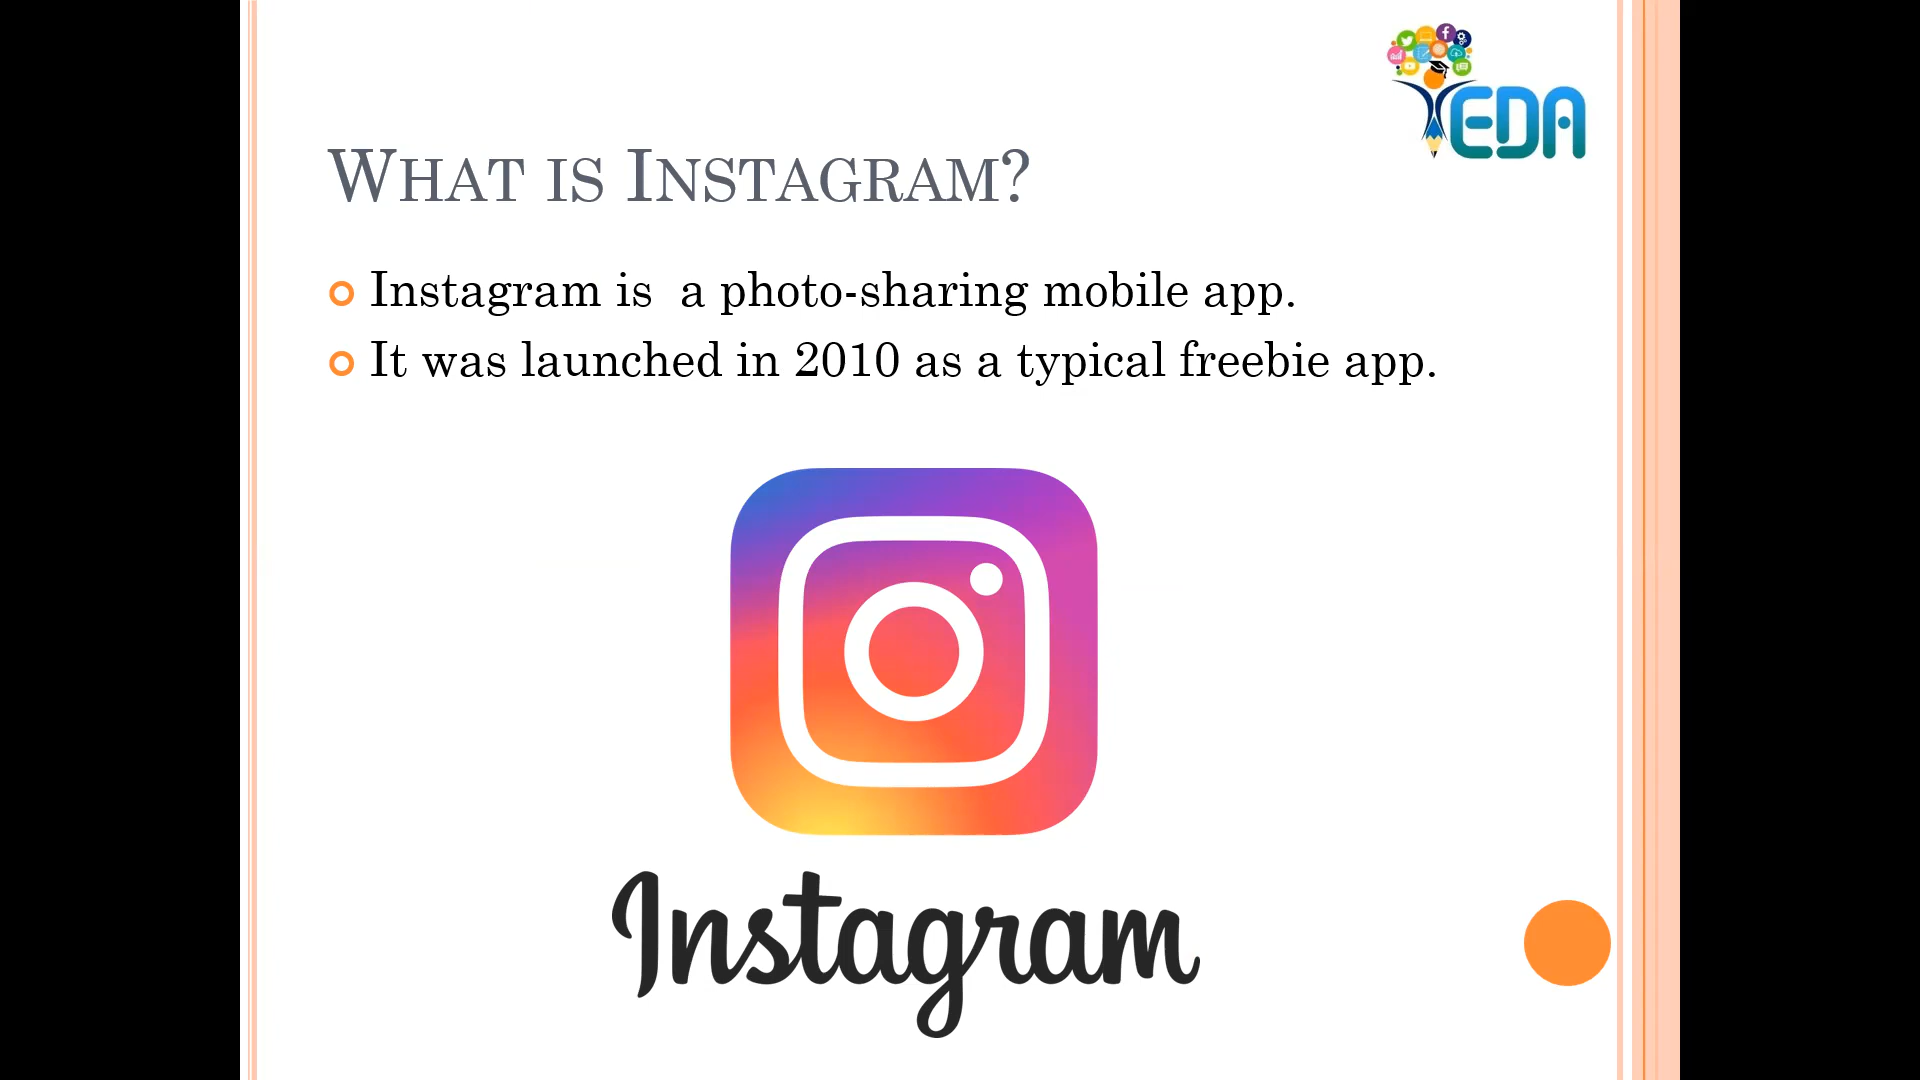 EDA
WHAT IS INSTAGRAM?
Instagram is  a photo-sharing mobile app.
It was launched in 2010 as a typical freebie app.
Instagram